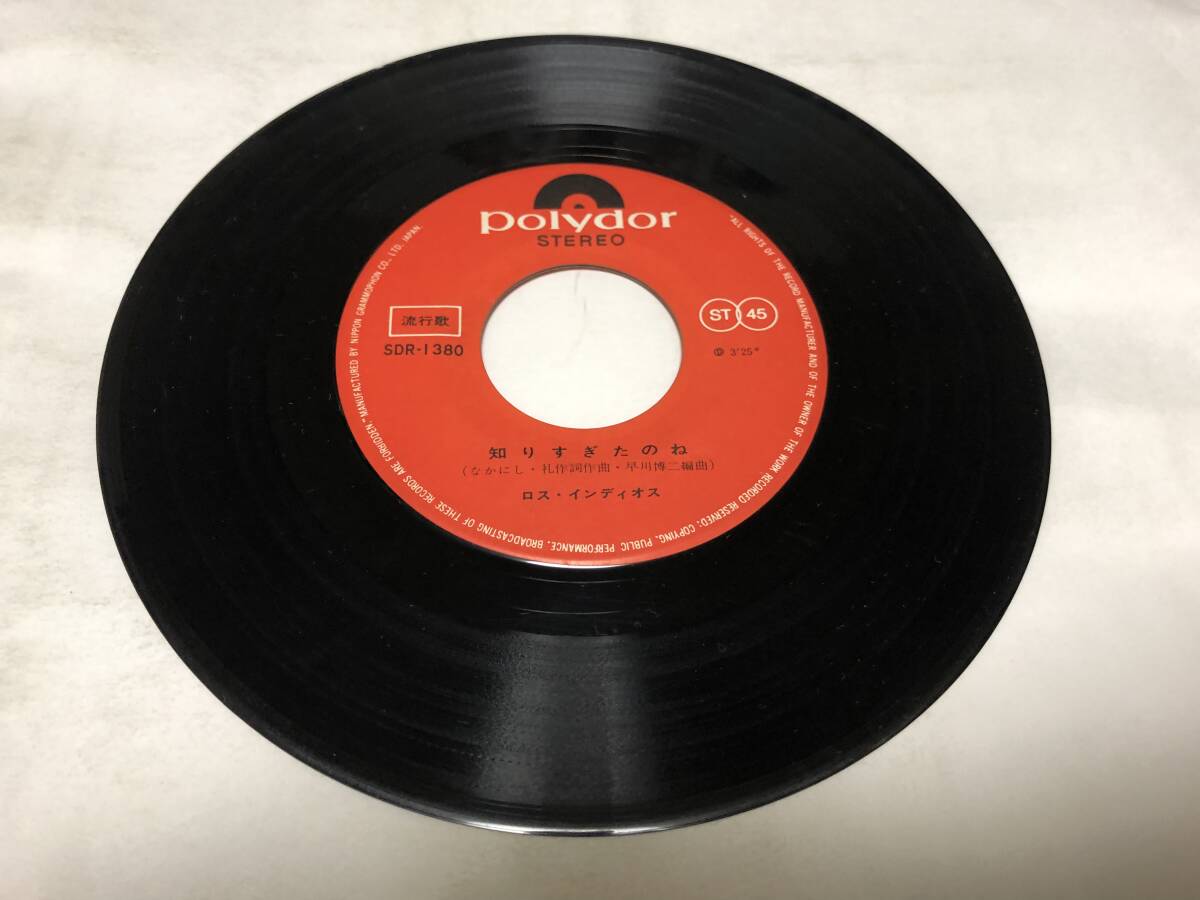 polydor
STEREO
流行歌
SDR-1380
ST 45
3'25"
知りすぎたのね
(なかにし・礼作詞作曲・早川博二編曲)
ロス・インディオス
"ALL RIGHTS OF THE RECORD MANUFACTURER AND OF THE OWNER OF THE WORK RECORDED RESERVED: COPYING, PUBLIC PERFORMANCE, BROADCASTING OF THESE RECORDS ARE FORBIDDEN." MANUFACTURED BY NIPPON GRAMMOPHON CO., LTD. JAPAN.